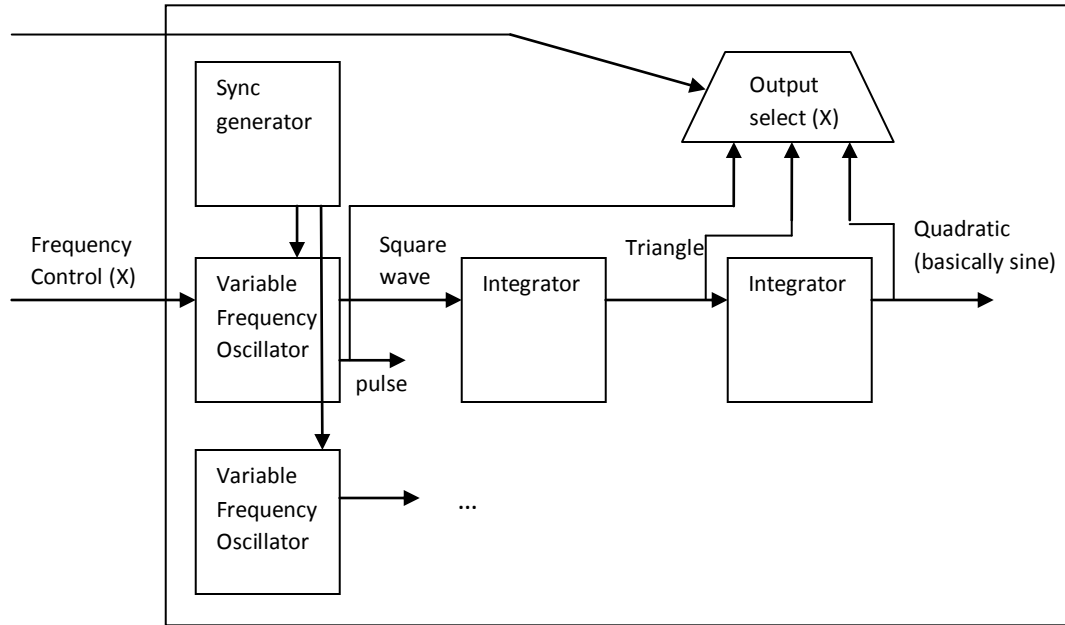 Sync
generator
Output
select (X)
Frequency
Control (X)
Square
wave
Triangle
Quadratic
(basically sine)
Variable
Frequency
Oscillator
Integrator
Integrator
pulse
Variable
Frequency
Oscillator
...